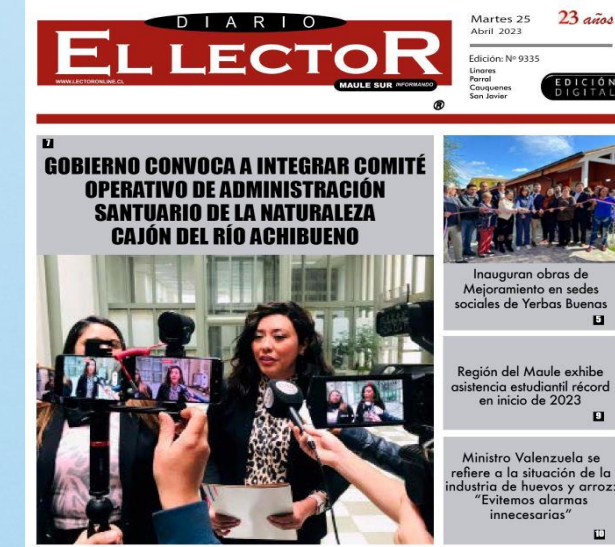 DIARIO
EL LECTOR
WWW.LECTORONLINE.CL
MAULE SUR INFORMANDO
®
Martes 25
Abril 2023
23 años
Edición: Nº 9335
Linares
Parral
Cauquenes
San Javier
EDICIÓN
DIGITAL
7
GOBIERNO CONVOCA A INTEGRAR COMITÉ
OPERATIVO DE ADMINISTRACIÓN
SANTUARIO DE LA NATURALEZA
CAJÓN DEL RÍO ACHIBUENO
Inauguran obras de
Mejoramiento en sedes
sociales de Yerbas Buenas
5
Región del Maule exhibe
asistencia estudiantil récord
en inicio de 2023
9
Ministro Valenzuela se
refiere a la situación de la
industria de huevos y arroz:
“Evitemos alarmas
innecesarias”
10